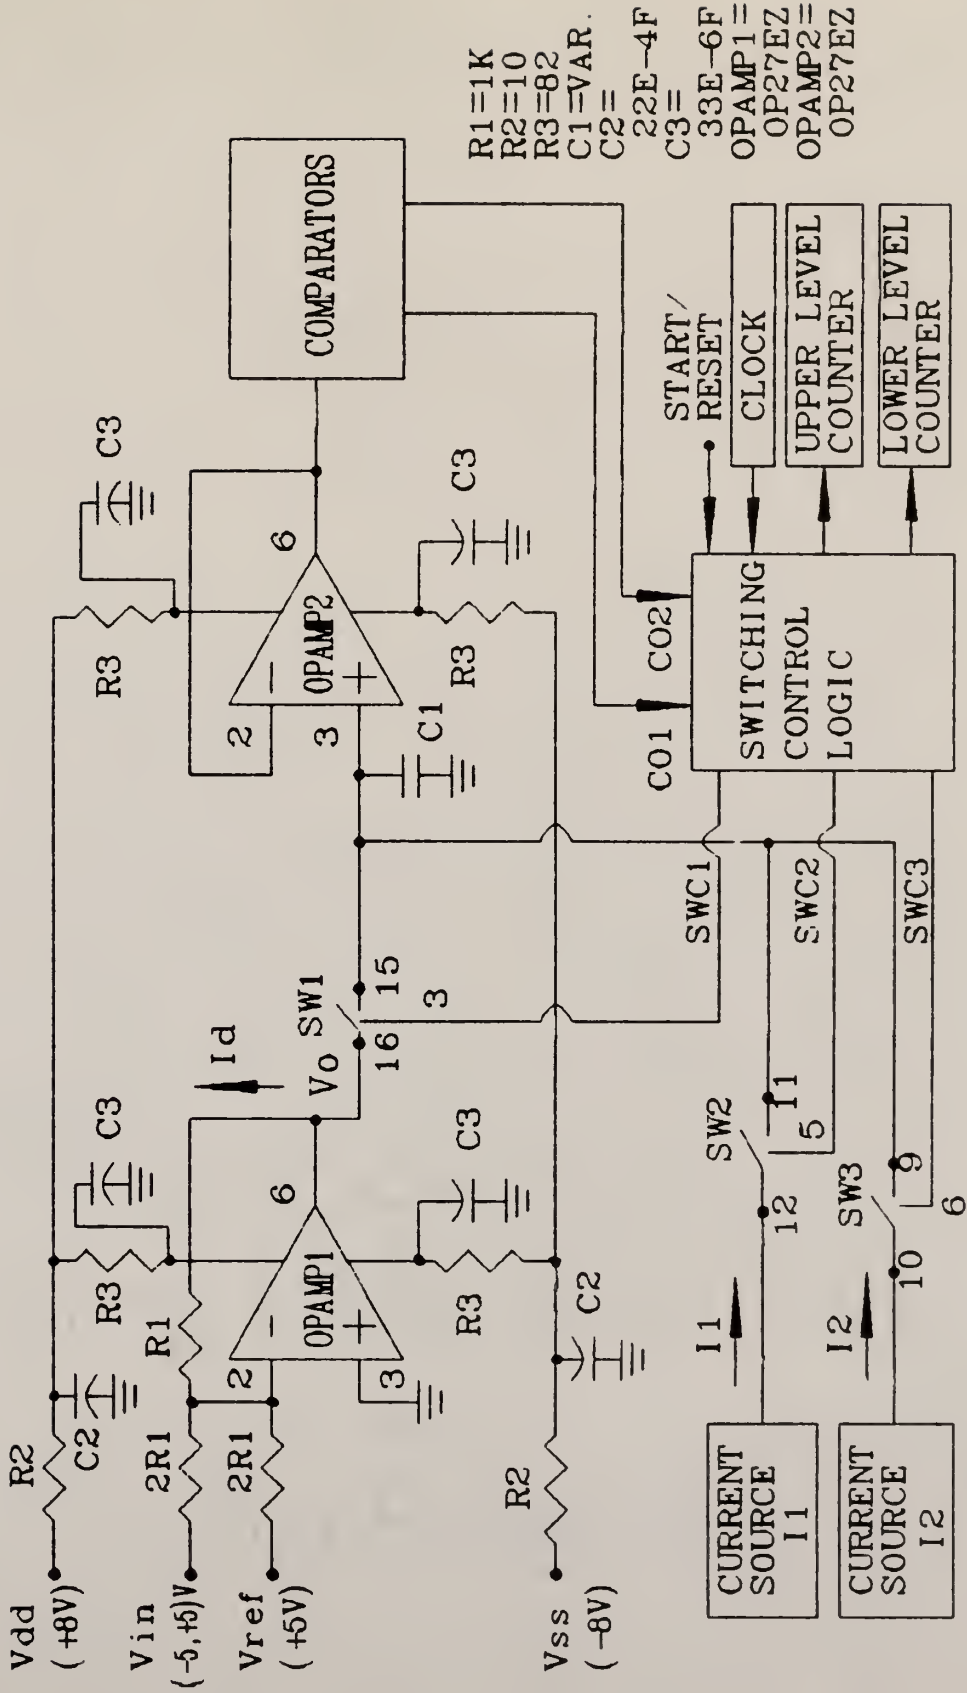 Vdd
(+8V)
R2
C2
R3
C3
R3
C3
Vin
(-5,+5)V
2R1
R1
Id
Vref
(+5V)
2R1
2
3
OPAMP1
-
+
6
Vo
SW1
16
15
3
2
3
OPAMP2
-
+
6
COMPARATORS
C1
R3
C3
R3
C3
Vss
(-8V)
R2
C2
R1=1K
R2=10
R3=82
C1=VAR.
C2=
22E-4F
C3=
33E-6F
OPAMP1=
OP27EZ
OPAMP2=
OP27EZ
CO1
CO2
START/
RESET
SWITCHING
CONTROL
LOGIC
CLOCK
UPPER LEVEL
COUNTER
LOWER LEVEL
COUNTER
SWC1
SWC2
SWC3
CURRENT
SOURCE
I1
I1
12
SW2
11
5
CURRENT
SOURCE
I2
I2
10
SW3
9
6